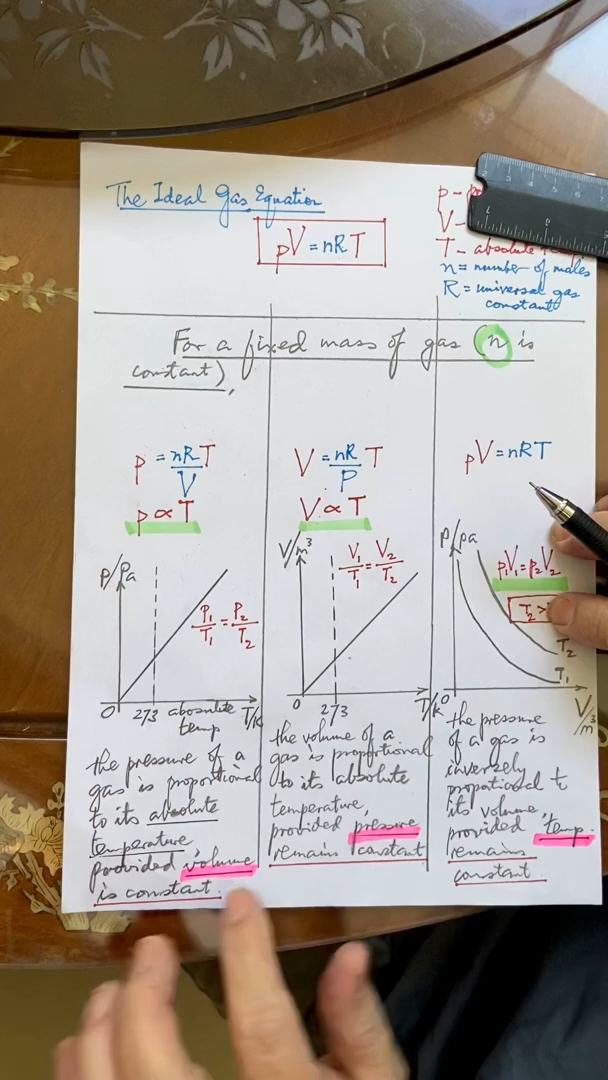 The Ideal Gas Equation
pV = nRT
p -
V -
T - absolute
n = number of moles
R = universal gas
constant
For a fixed mass of gas (n is
constant),
p = nR/V T
p ∝ T
P/Pa
P₁/T₁ = P₂/T₂
0
273
absolute
temp
T/K
the pressure of a
gas is proportional
to its absolute
temperature
provided volume
is constant.
V = nR/P T
V ∝ T
V/m³
V₁/T₁ = V₂/T₂
0
273
T/K
the volume of a
gas is proportional
to its absolute
temperature,
provided pressure
remains constant
pV = nRT
P/Pa
p₁V₁ = p₂V₂
T₂ >
T₂
T₁
0
V/m³
the pressure
of a gas is
inversely
propotional to
its volume,
provided temp.
remains
constant.